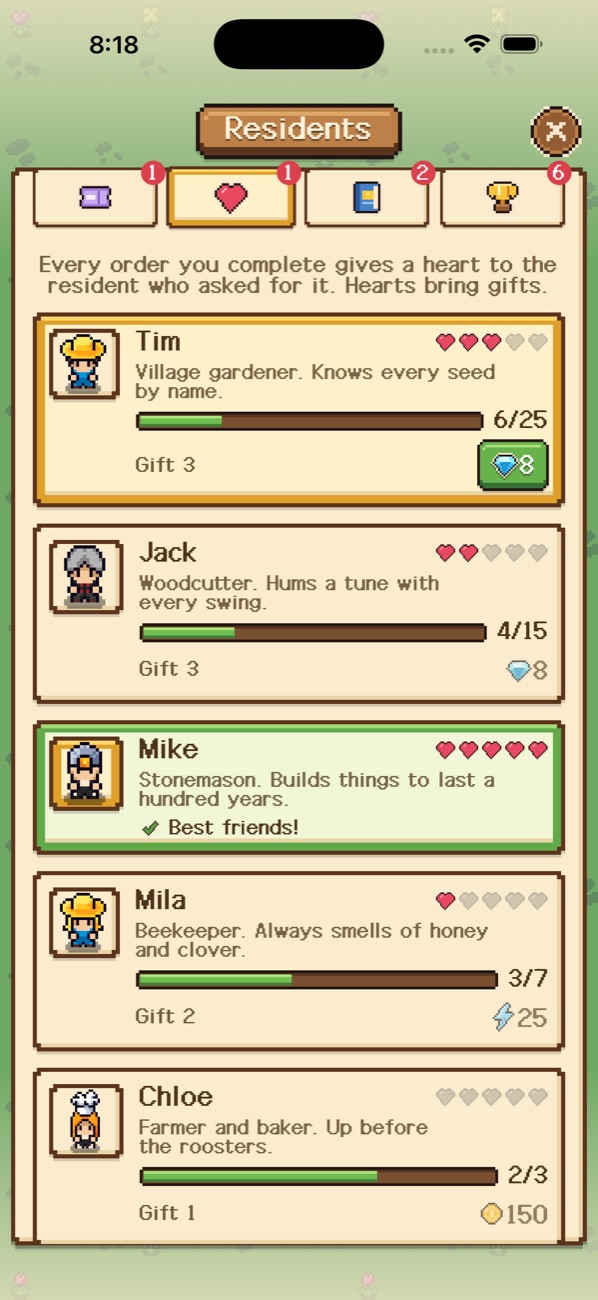 8:18
Residents
1
1
2
6
Every order you complete gives a heart to the
resident who asked for it. Hearts bring gifts.
Tim
Village gardener. Knows every seed
by name.
6/25
Gift 3
8
Jack
Woodcutter. Hums a tune with
every swing.
4/15
Gift 3
8
Mike
Stonemason. Builds things to last a
hundred years.
Best friends!
Mila
Beekeeper. Always smells of honey
and clover.
3/7
Gift 2
25
Chloe
Farmer and baker. Up before
the roosters.
2/3
Gift 1
150